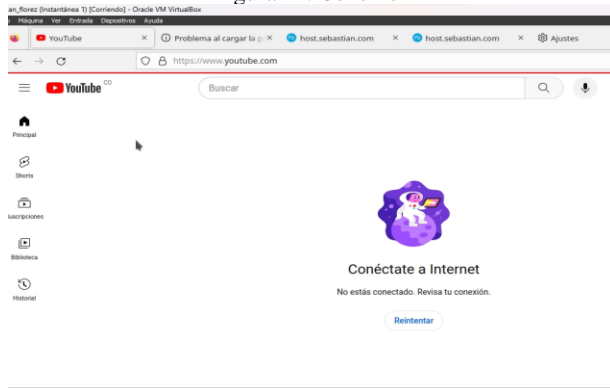 an_florez (Instantánea 1) [Corriendo] - Oracle VM VirtualBox
Máquina Ver Entrada Dispositivos Ayuda
YouTube × Problema al cargar la p × host.sebastian.com × host.sebastian.com × Ajustes
https://www.youtube.com
YouTube CO
Buscar
Principal
Shorts
uscripciones
Biblioteca
Historial
Conéctate a Internet
No estás conectado. Revisa tu conexión.
Reintentar